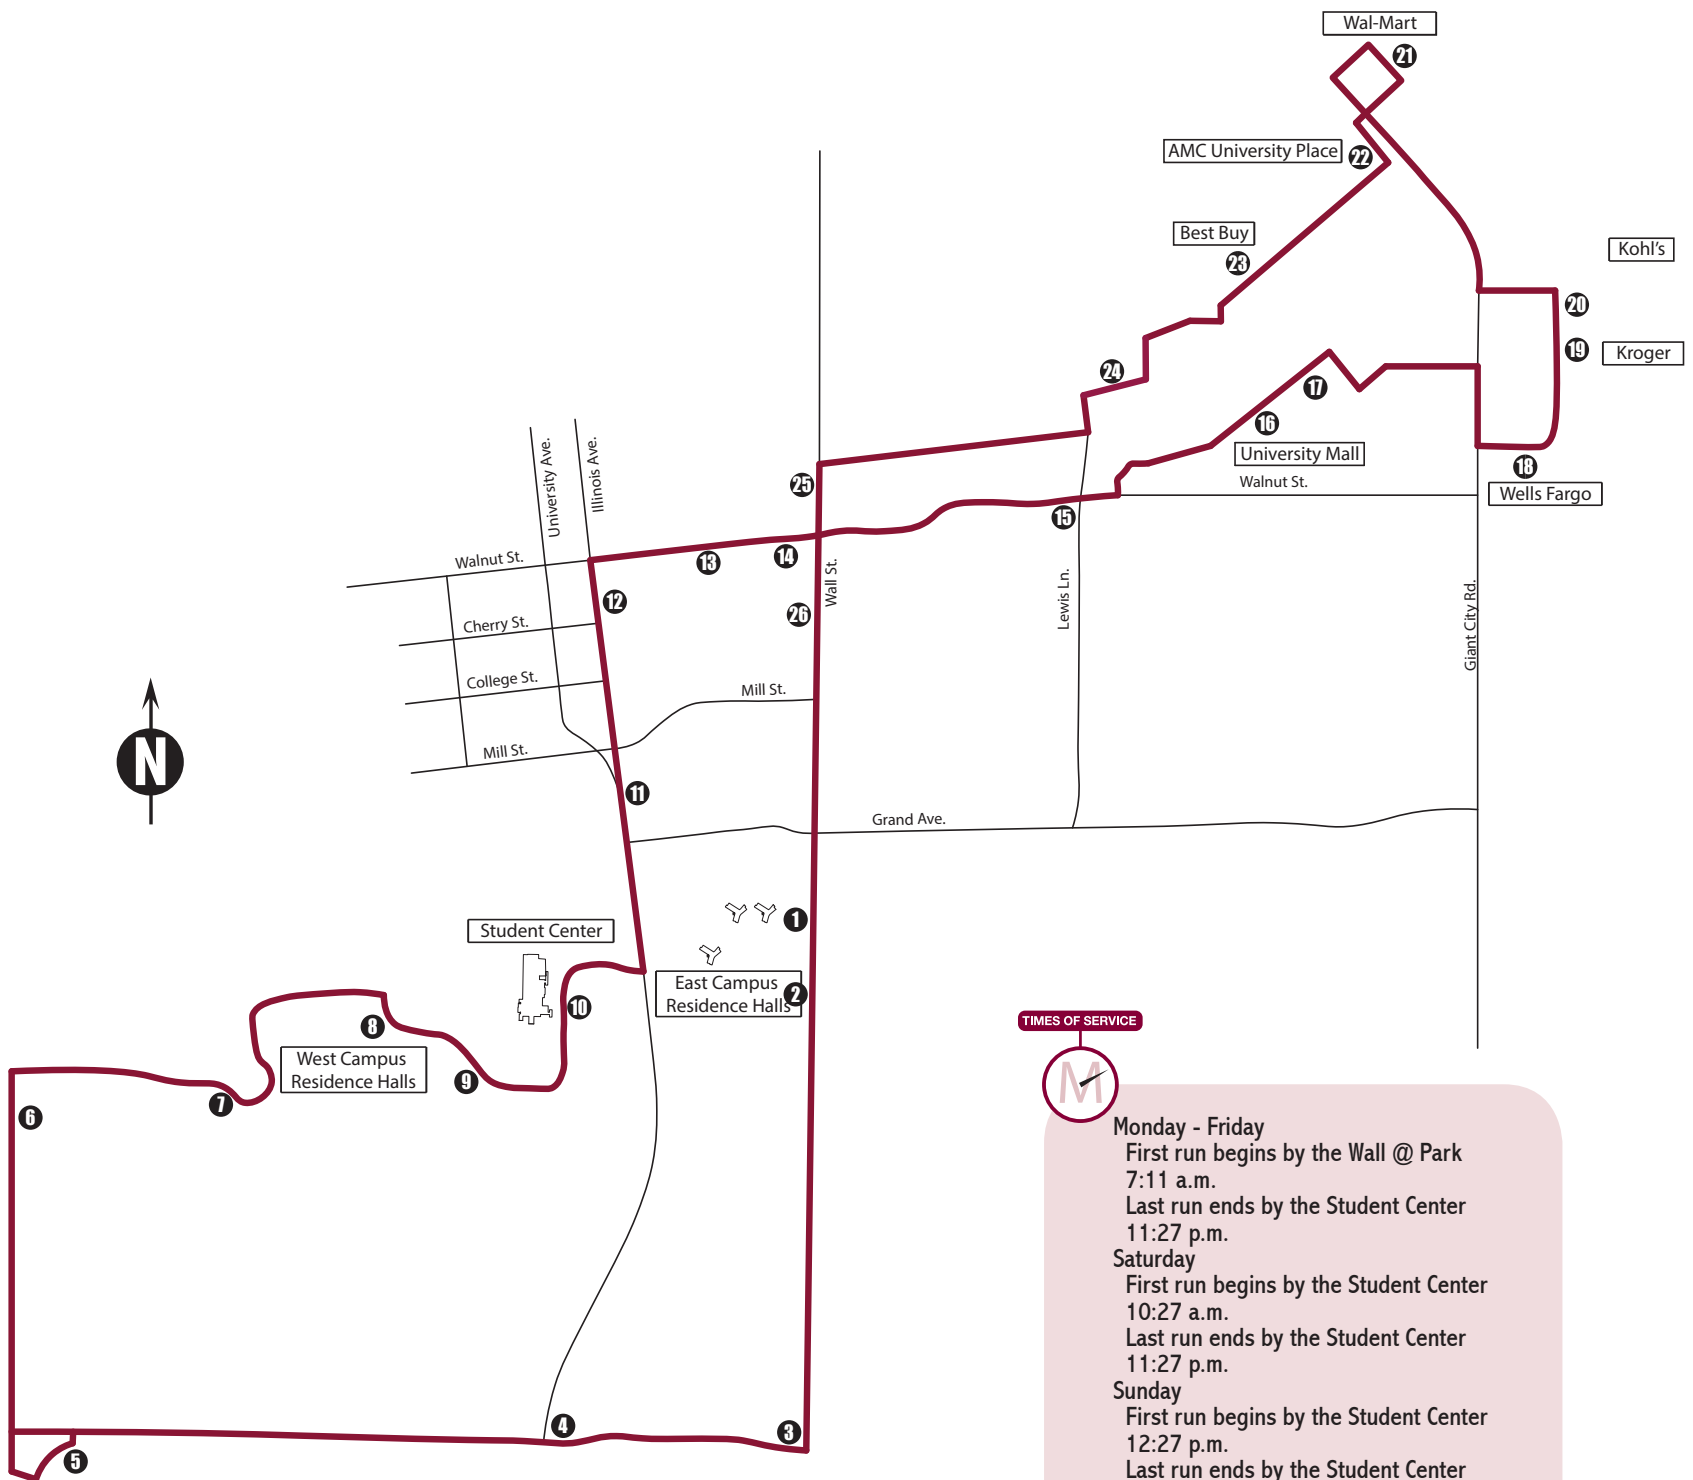 Wal-Mart
21
AMC University Place
22
Best Buy
23
Kohl's
20
19
Kroger
24
17
16
University Mall
18
Wells Fargo
Walnut St.
15
25
University Ave.
Illinois Ave.
Walnut St.
13
14
Wall St.
12
26
Lewis Ln.
Giant City Rd.
Cherry St.
College St.
Mill St.
Mill St.
N
11
Grand Ave.
1
Student Center
East Campus
Residence Halls
2
10
8
West Campus
Residence Halls
9
7
6
4
3
5
TIMES OF SERVICE
M
Monday - Friday
First run begins by the Wall @ Park
7:11 a.m.
Last run ends by the Student Center
11:27 p.m.
Saturday
First run begins by the Student Center
10:27 a.m.
Last run ends by the Student Center
11:27 p.m.
Sunday
First run begins by the Student Center
12:27 p.m.
Last run ends by the Student Center